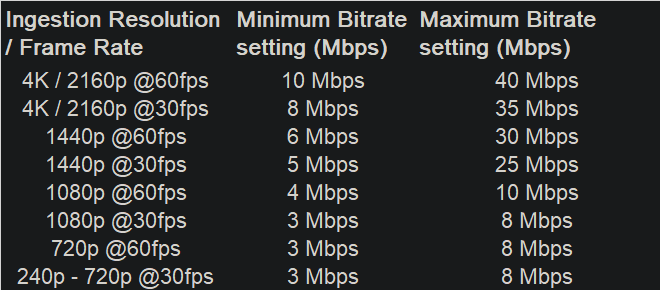 Ingestion Resolution Minimum Bitrate Maximum Bitrate
/ Frame Rate setting (Mbps) setting (Mbps)
4K / 2160p @60fps 10 Mbps 40 Mbps
4K / 2160p @30fps 8 Mbps 35 Mbps
1440p @60fps 6 Mbps 30 Mbps
1440p @30fps 5 Mbps 25 Mbps
1080p @60fps 4 Mbps 10 Mbps
1080p @30fps 3 Mbps 8 Mbps
720p @60fps 3 Mbps 8 Mbps
240p - 720p @30fps 3 Mbps 8 Mbps